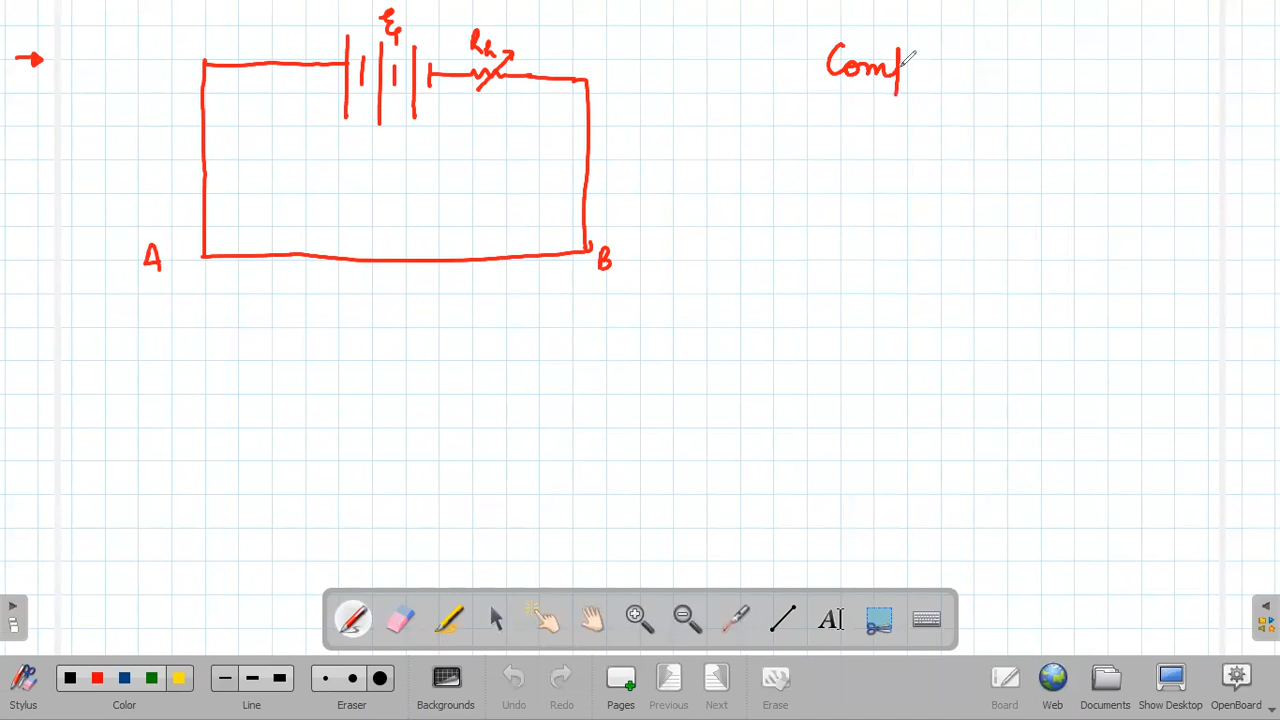 Rh
Comp
A
B
Stylus
Color
Line
Eraser
Backgrounds
Undo
Redo
Pages
Previous
Next
Erase
Board
Web
Documents
Show Desktop
OpenBoard